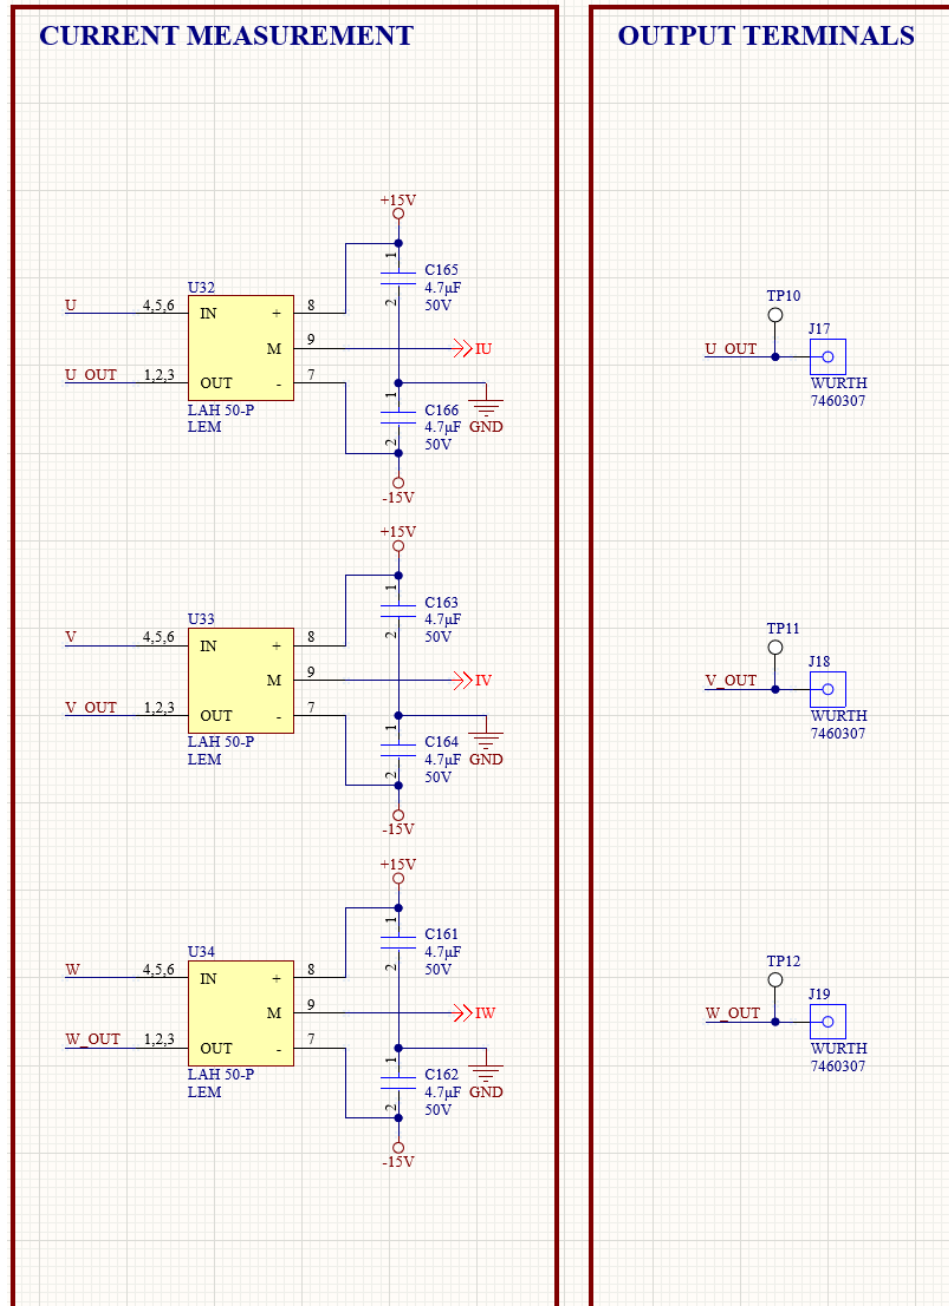 CURRENT MEASUREMENT
+15V
1
C165
4.7µF
50V
2
U32
U
4,5,6
IN
+
8
M
9
IU
U_OUT
1,2,3
OUT
-
7
LAH 50-P
LEM
1
C166
4.7µF
50V
2
GND
-15V
+15V
1
C163
4.7µF
50V
2
U33
V
4,5,6
IN
+
8
M
9
IV
V_OUT
1,2,3
OUT
-
7
LAH 50-P
LEM
1
C164
4.7µF
50V
2
GND
-15V
+15V
1
C161
4.7µF
50V
2
U34
W
4,5,6
IN
+
8
M
9
IW
W_OUT
1,2,3
OUT
-
7
LAH 50-P
LEM
1
C162
4.7µF
50V
2
GND
-15V
OUTPUT TERMINALS
TP10
J17
U_OUT
WURTH
7460307
TP11
J18
V_OUT
WURTH
7460307
TP12
J19
W_OUT
WURTH
7460307